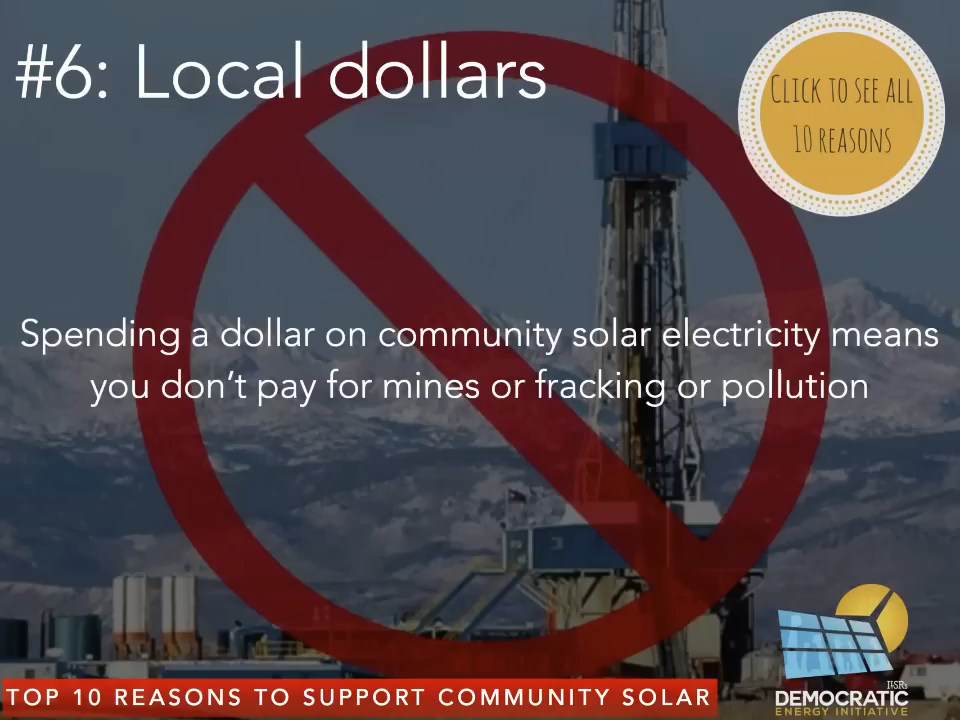 #6: Local dollars
Click to see all
10 reasons
Spending a dollar on community solar electricity means
you don't pay for mines or fracking or pollution
TOP 10 REASONS TO SUPPORT COMMUNITY SOLAR
ILSR's
DEMOCRATIC
ENERGY INITIATIVE